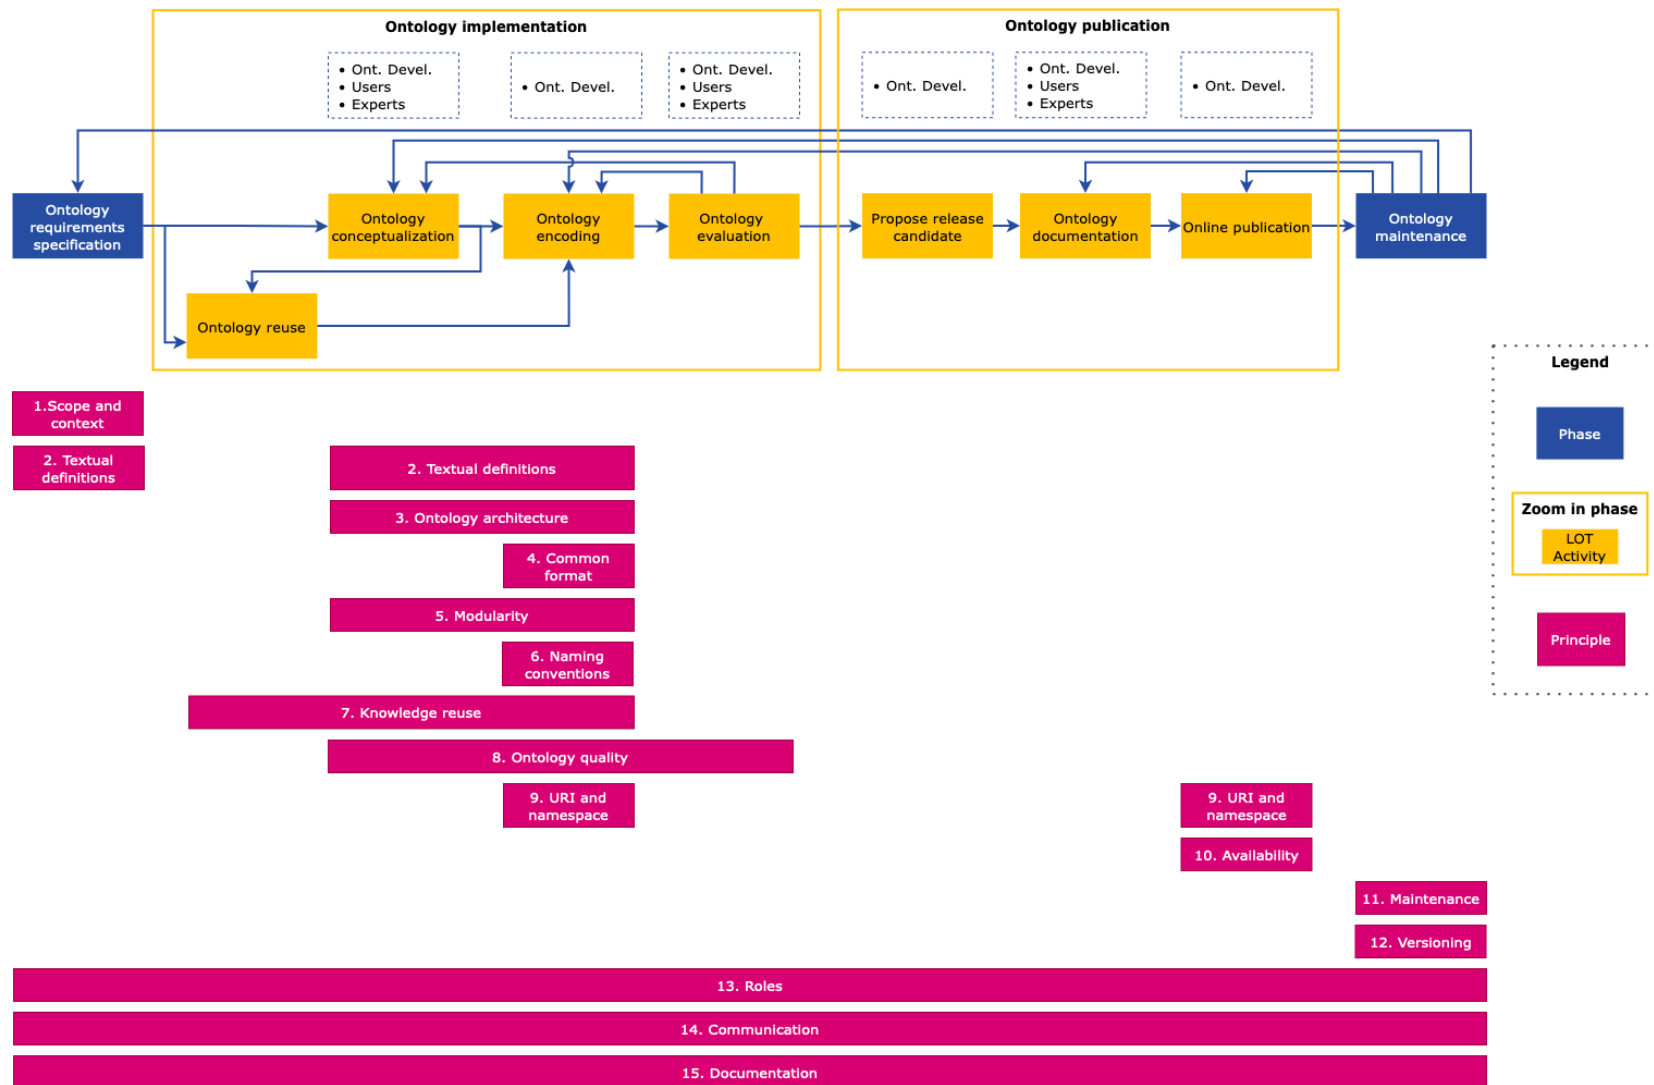 Ontology implementation
Ontology publication
• Ont. Devel.
• Users
• Experts
• Ont. Devel.
• Ont. Devel.
• Users
• Experts
• Ont. Devel.
• Ont. Devel.
• Users
• Experts
• Ont. Devel.
Ontology
requirements
specification
Ontology
conceptualization
Ontology
encoding
Ontology
evaluation
Propose release
candidate
Ontology
documentation
Online publication
Ontology
maintenance
Ontology reuse
Legend
Phase
Zoom in phase
LOT
Activity
Principle
1.Scope and
context
2. Textual
definitions
2. Textual definitions
3. Ontology architecture
4. Common
format
5. Modularity
6. Naming
conventions
7. Knowledge reuse
8. Ontology quality
9. URI and
namespace
9. URI and
namespace
10. Availability
11. Maintenance
12. Versioning
13. Roles
14. Communication
15. Documentation